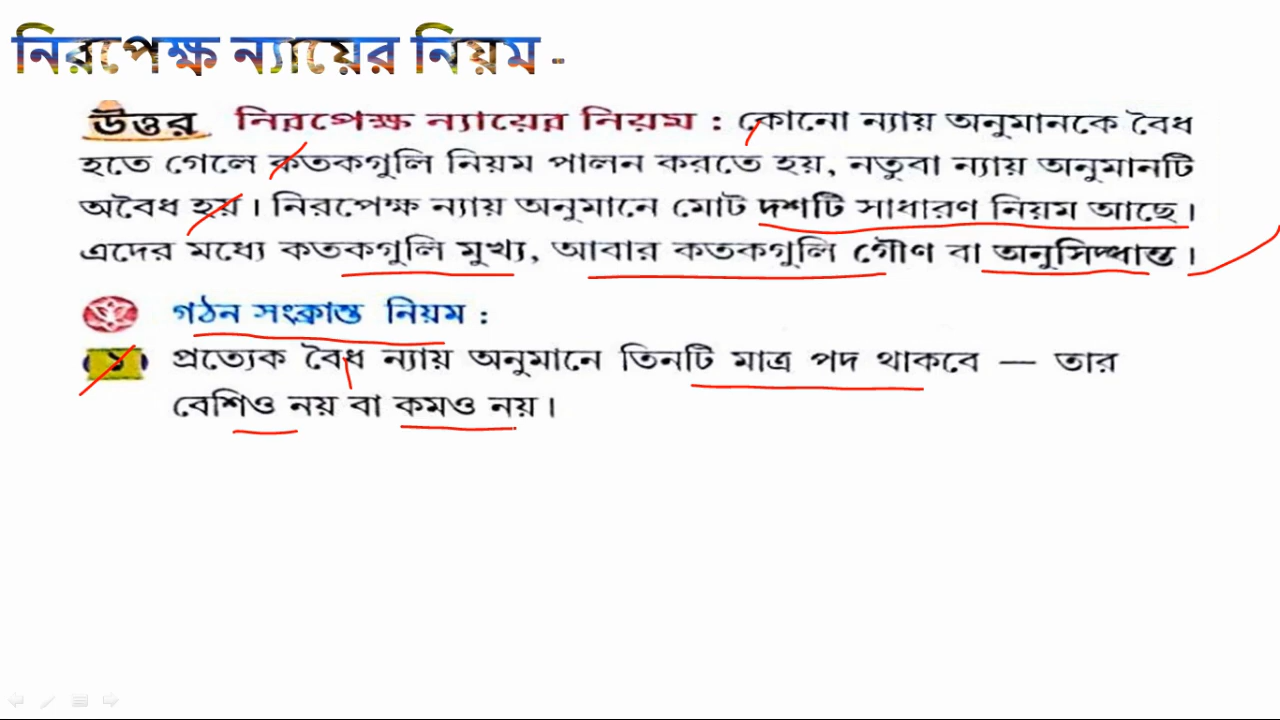 নিরপেক্ষ ন্যায়ের নিয়ম -
উত্তর নিরপেক্ষ ন্যায়ের নিয়ম : কোনো ন্যায় অনুমানকে বৈধ
হতে গেলে কতকগুলি নিয়ম পালন করতে হয়, নতুবা ন্যায় অনুমানটি
অবৈধ হয়। নিরপেক্ষ ন্যায় অনুমানে মোট দশটি সাধারণ নিয়ম আছে।
এদের মধ্যে কতকগুলি মুখ্য, আবার কতকগুলি গৌণ বা অনুসিদ্ধান্ত।
গঠন সংক্রান্ত নিয়ম :
১ প্রত্যেক বৈধ ন্যায় অনুমানে তিনটি মাত্র পদ থাকবে — তার
বেশিও নয় বা কমও নয়।